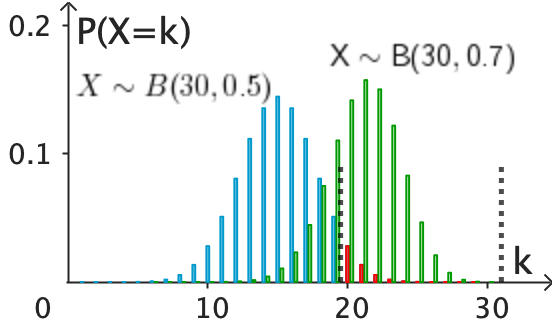 0.2
P(X=k)
X ~ B(30, 0.7)
X ∼ B(30, 0.5)
0.1
k
0
10
20
30